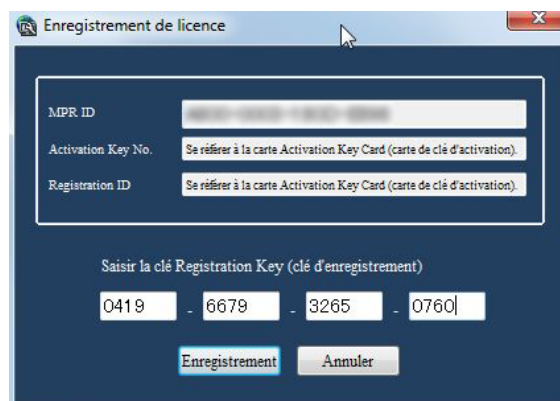 Enregistrement de licence
MPR ID
Activation Key No. Se référer à la carte Activation Key Card (carte de clé d'activation).
Registration ID Se référer à la carte Activation Key Card (carte de clé d'activation).
Saisir la clé Registration Key (clé d'enregistrement)
0419 - 6679 - 3265 - 0760
Enregistrement Annuler